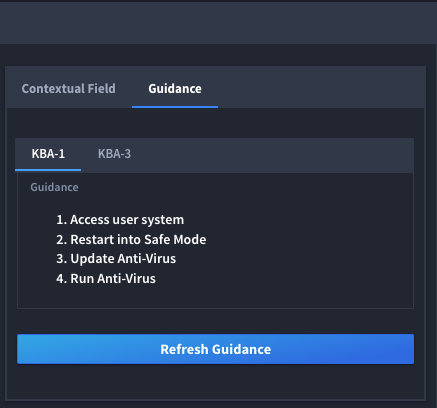 Contextual Field Guidance
KBA-1 KBA-3
Guidance
1. Access user system
2. Restart into Safe Mode
3. Update Anti-Virus
4. Run Anti-Virus
Refresh Guidance